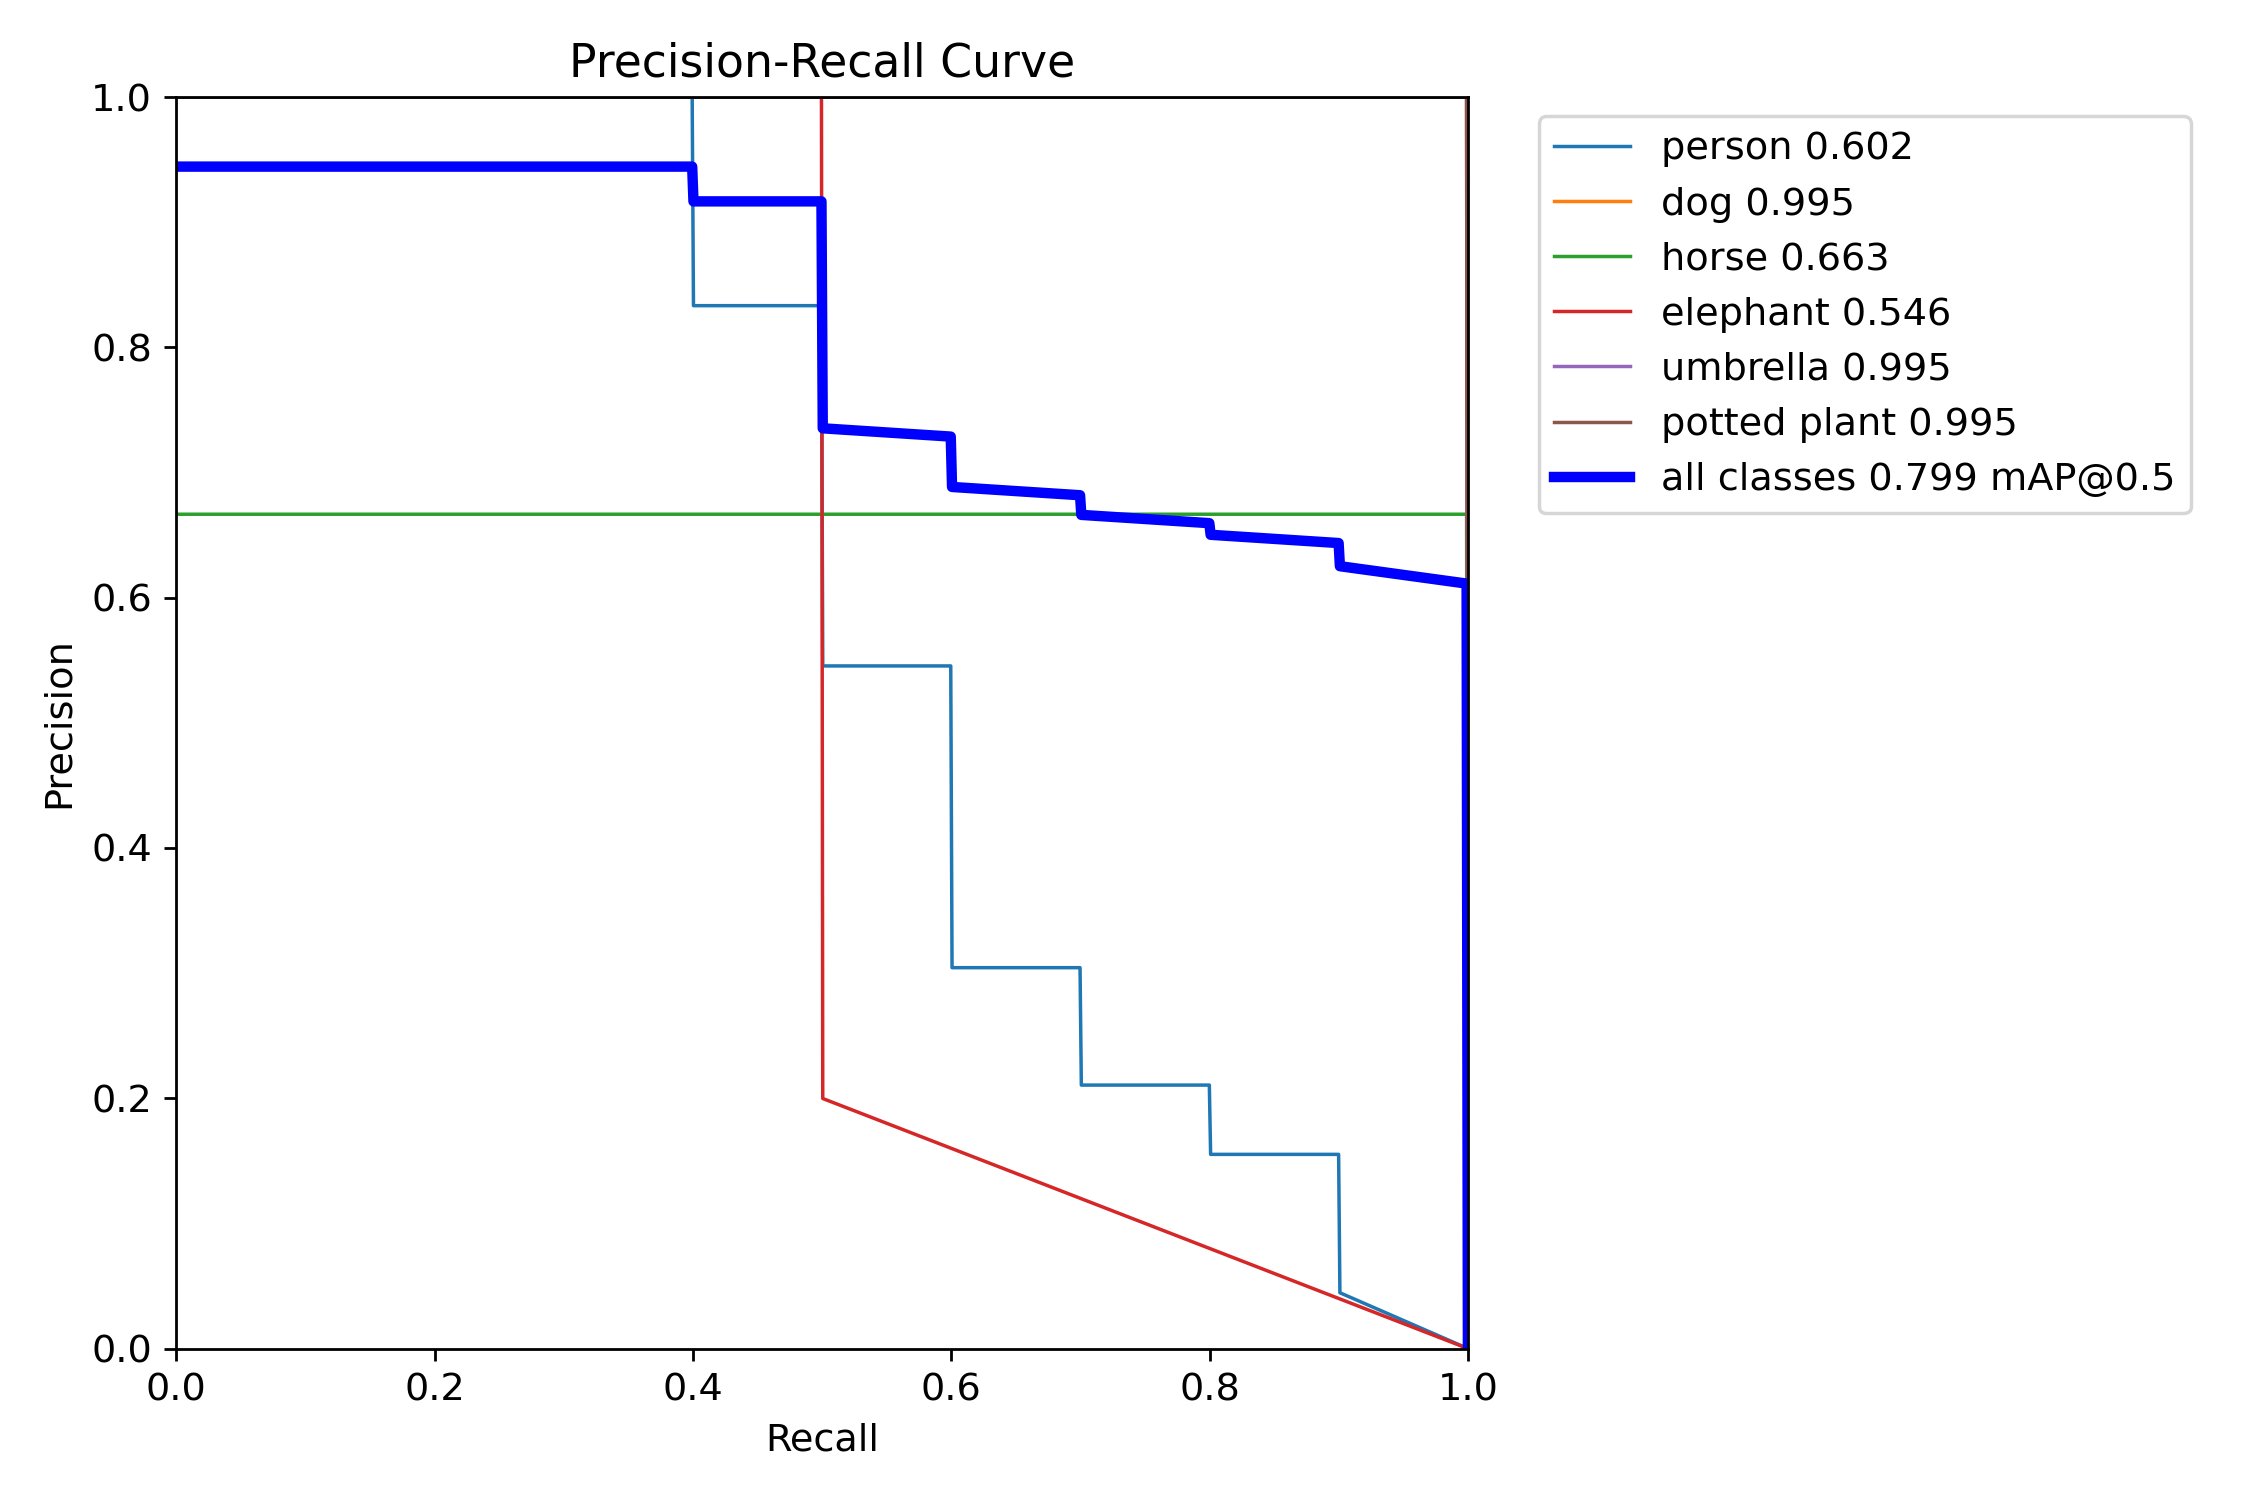 Precision-Recall Curve
1.0
0.8
0.6
0.4
0.2
0.0
Precision
0.0 0.2 0.4 0.6 0.8 1.0
Recall
person 0.602
dog 0.995
horse 0.663
elephant 0.546
umbrella 0.995
potted plant 0.995
all classes 0.799 mAP@0.5